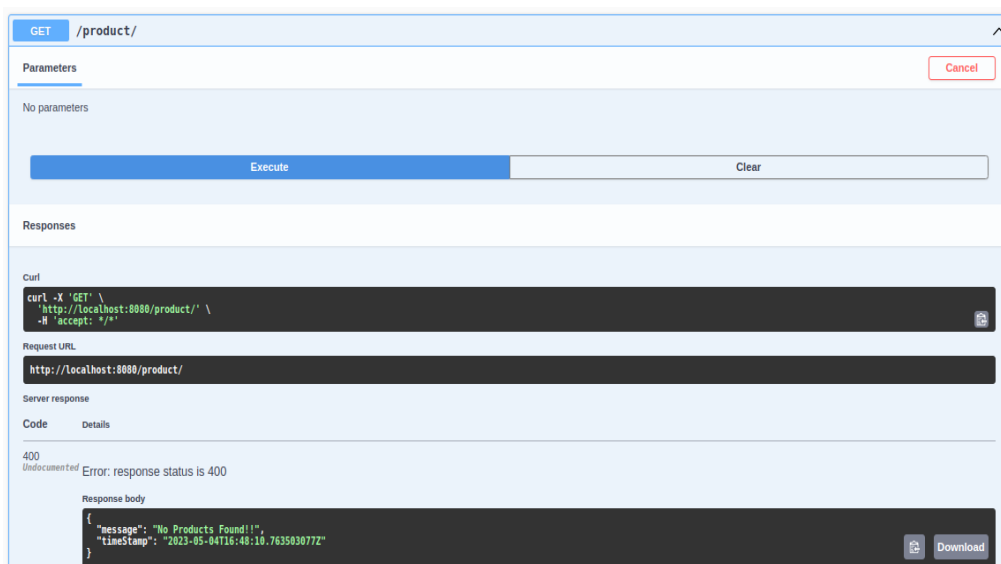 GET /product/
Parameters
Cancel
No parameters
Execute
Clear
Responses
Curl
curl -X 'GET' \
'http://localhost:8080/product/' \
-H 'accept: */*'
Request URL
http://localhost:8080/product/
Server response
Code Details
400
Undocumented
Error: response status is 400
Response body
{
"message": "No Products Found!!",
"timeStamp": "2023-05-04T16:48:10.763503077Z"
}
Download